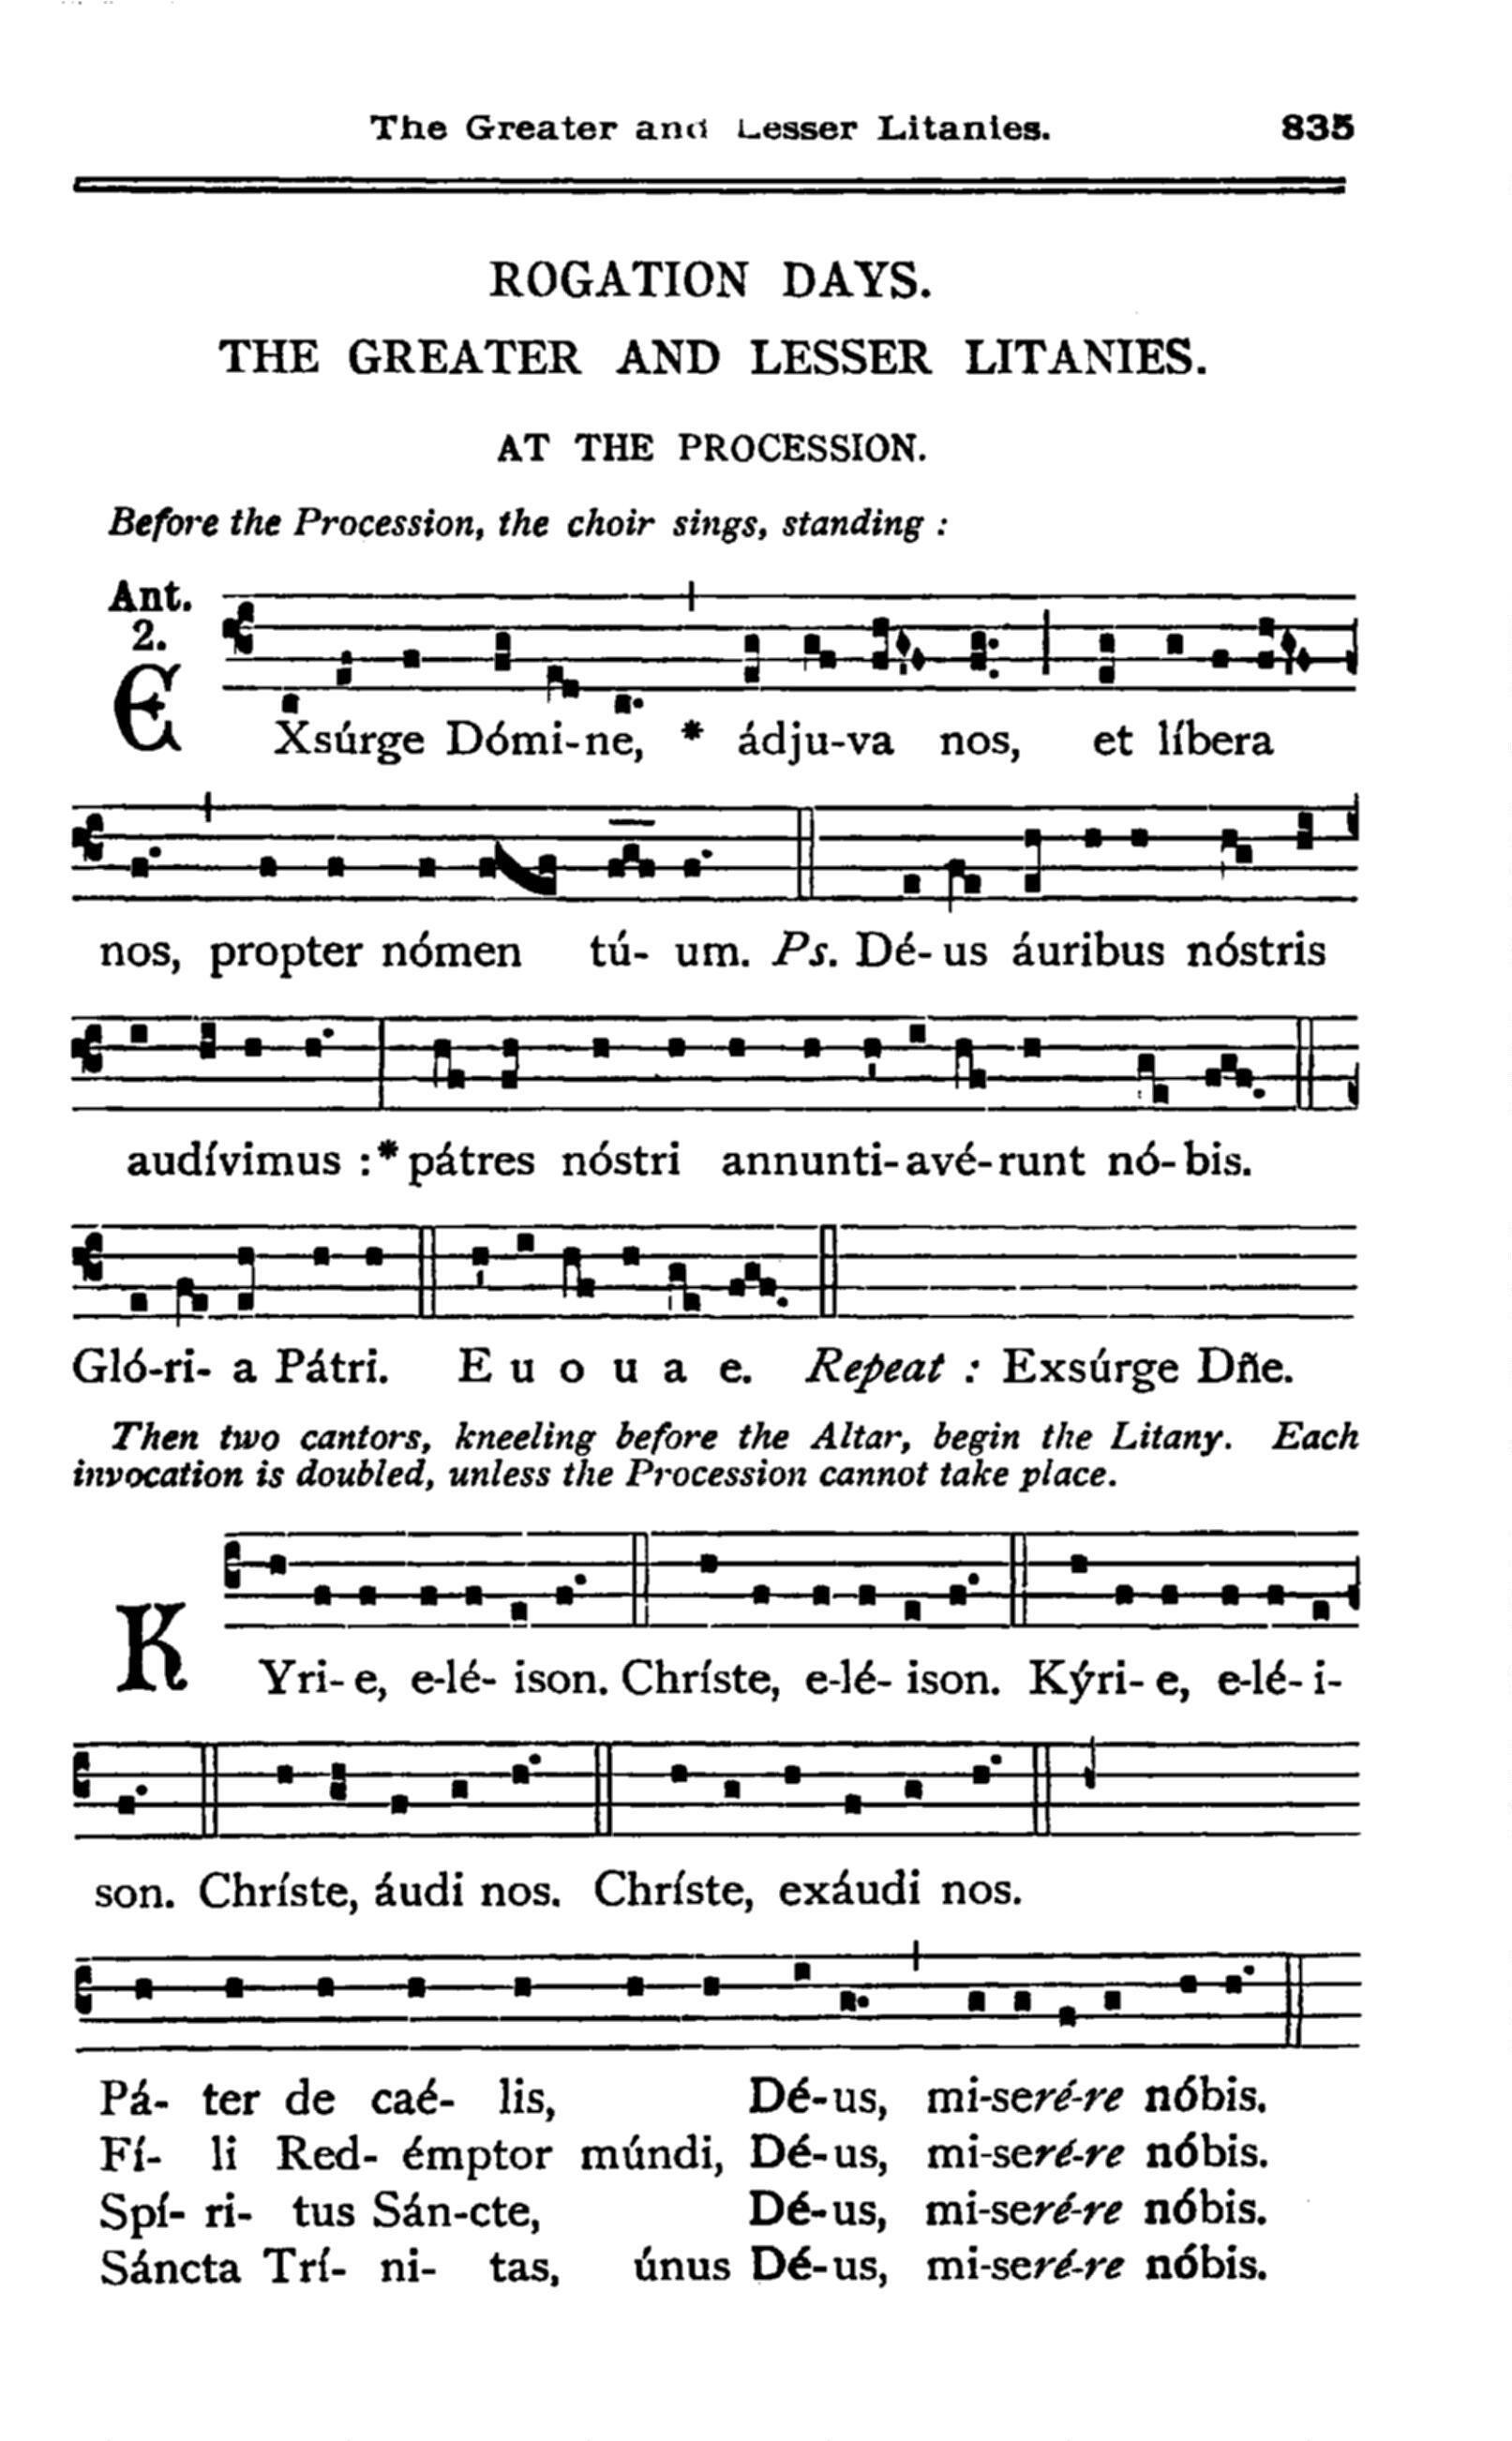 The Greater and Lesser Litanies. 835
ROGATION DAYS.
THE GREATER AND LESSER LITANIES.
AT THE PROCESSION.
Before the Procession, the choir sings, standing :
Ant.
2.
EXsúrge Dómi-ne, * ádju-va nos, et líbera
nos, propter nómen tú- um. Ps. Dé- us áuribus nóstris
audívimus :* pátres nóstri annunti-avé-runt nó-bis.
Gló-ri- a Pátri. E u o u a e. Repeat : Exsúrge Dñe.
Then two cantors, kneeling before the Altar, begin the Litany. Each
invocation is doubled, unless the Procession cannot take place.
KYri- e, e-lé- ison. Chríste, e-lé- ison. Kýri- e, e-lé- i-
son. Chríste, áudi nos. Chríste, exáudi nos.
Pá- ter de caé- lis, Dé-us, mi-seré-re nóbis.
Fí- li Red- émptor múndi, Dé-us, mi-seré-re nóbis.
Spí- ri- tus Sán-cte, Dé-us, mi-seré-re nóbis.
Sáncta Trí- ni- tas, únus Dé-us, mi-seré-re nóbis.